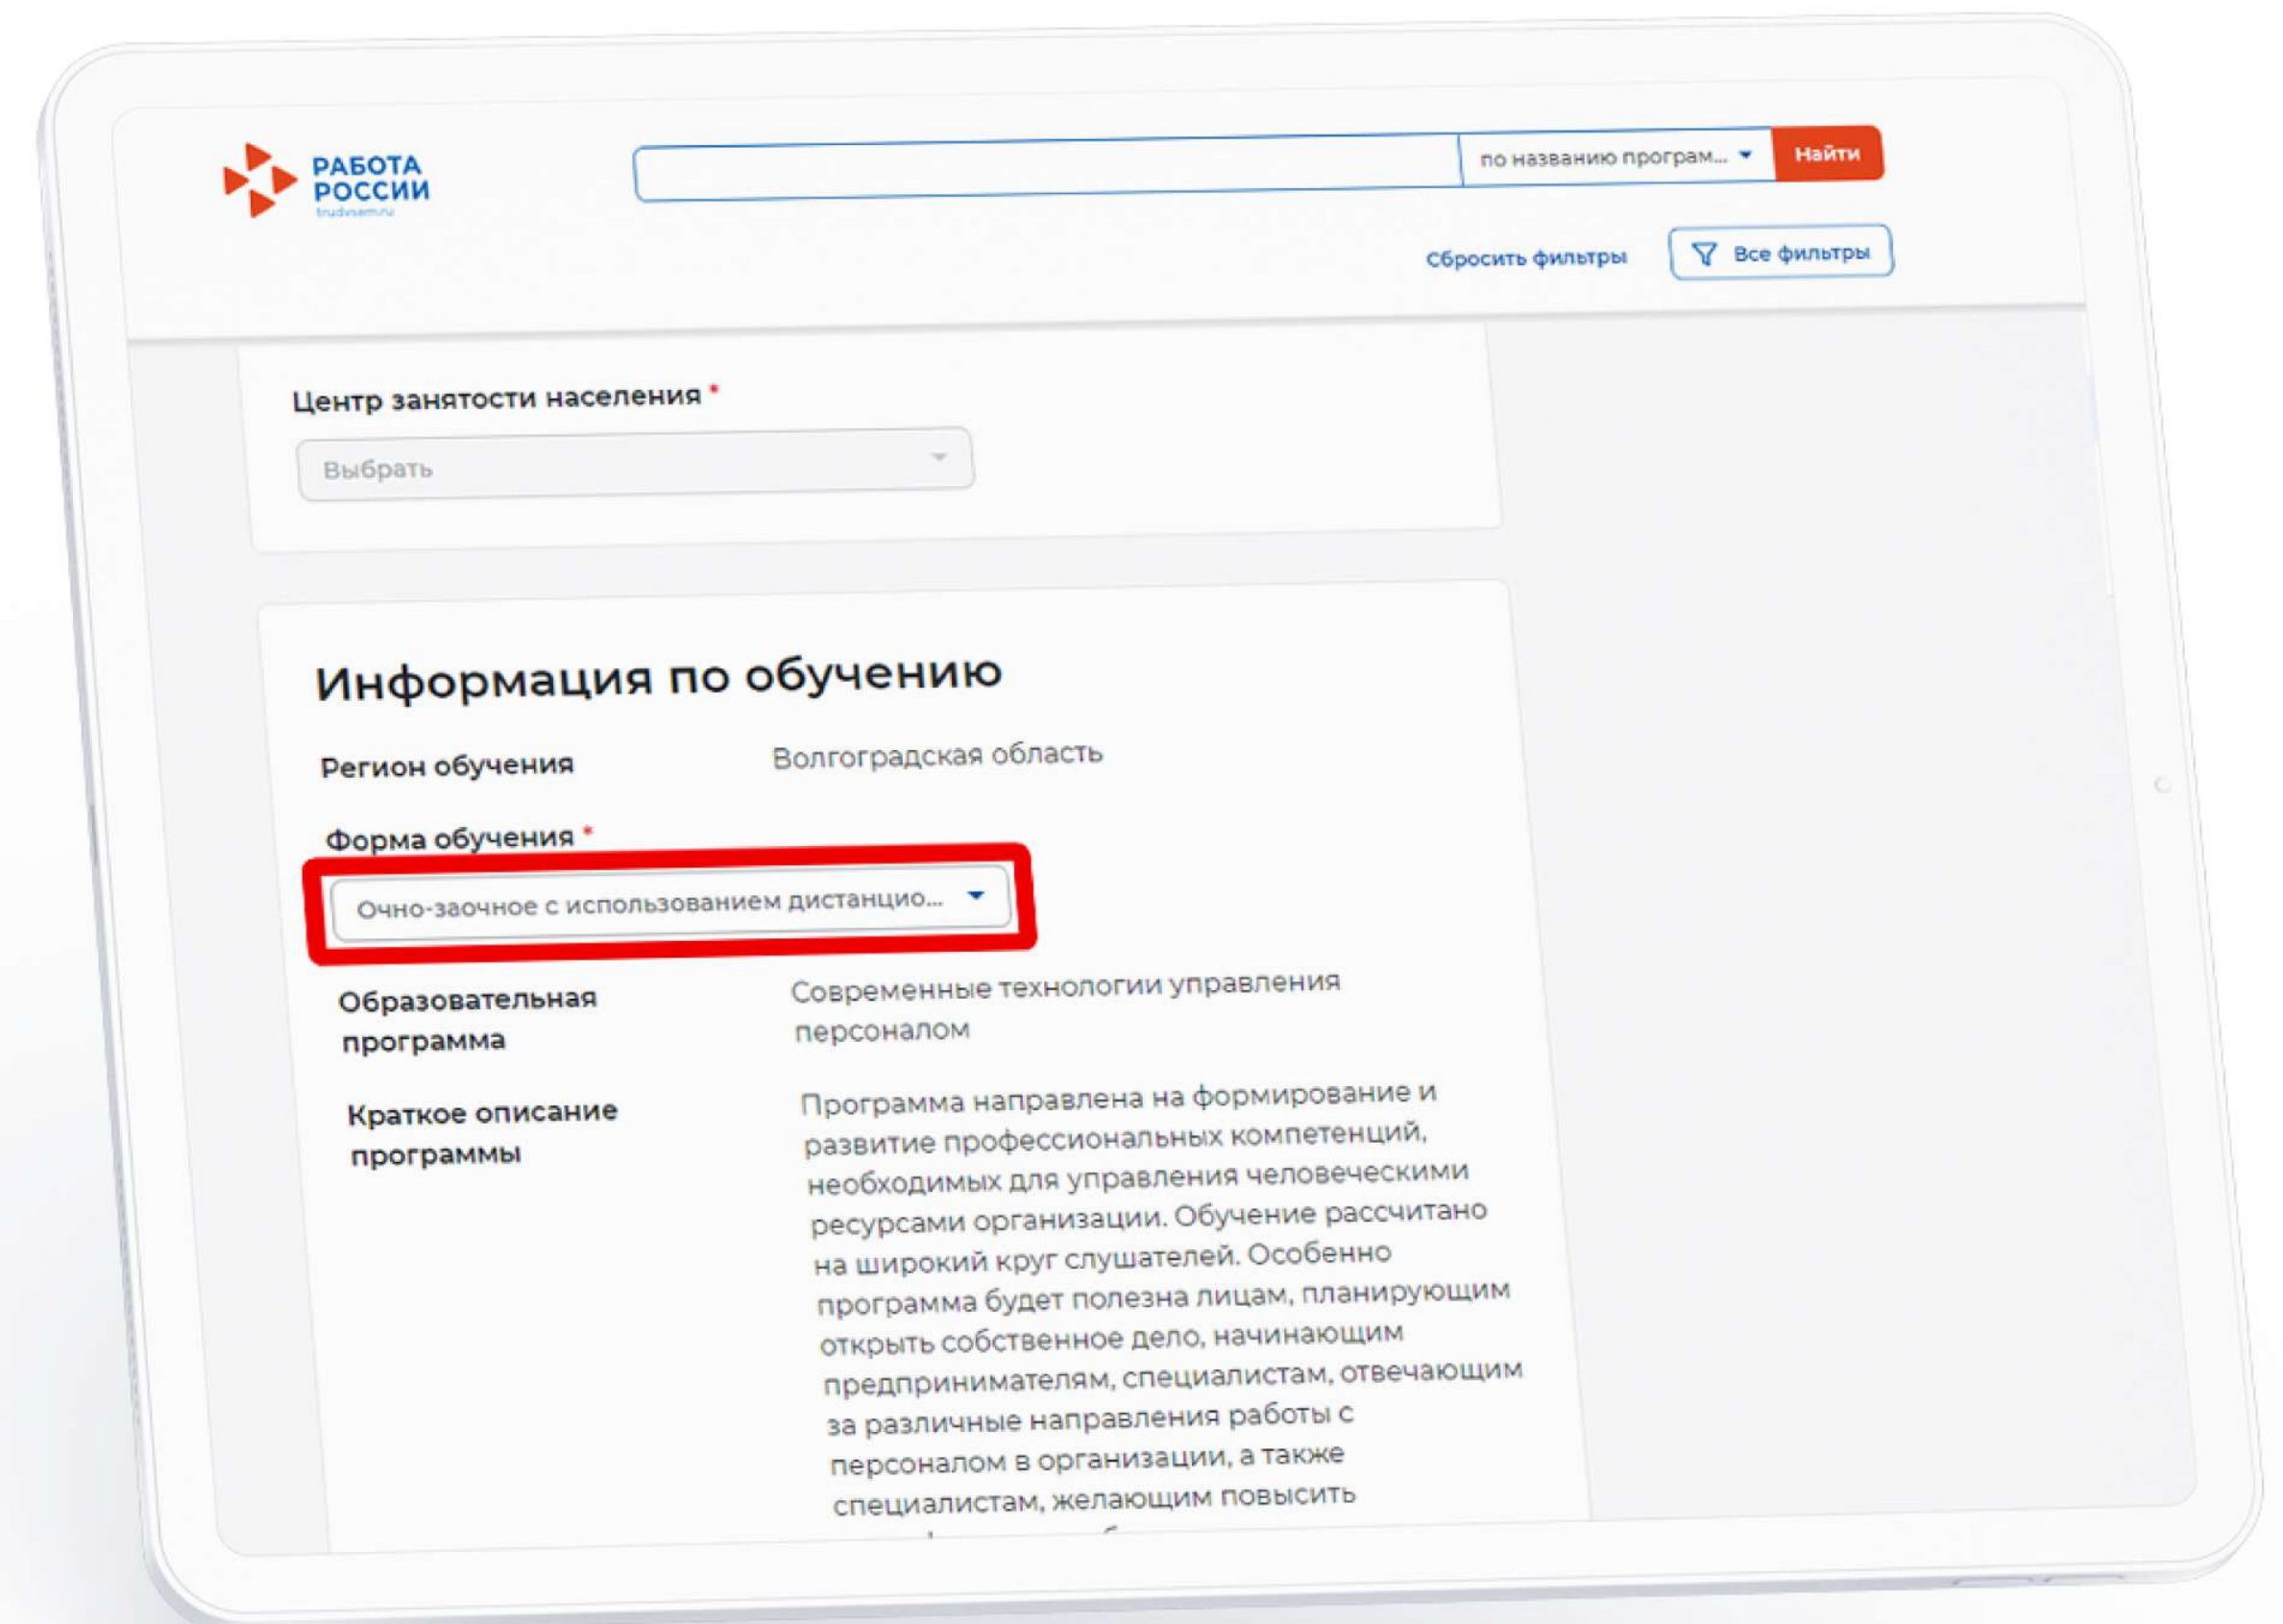 РАБОТА
РОССИИ
trudvsem.ru
по названию програм...
Найти
Сбросить фильтры
Все фильтры
Центр занятости населения *
Выбрать
Информация по обучению
Регион обучения
Волгоградская область
Форма обучения *
Очно-заочное с использованием дистанцио...
Образовательная
программа
Современные технологии управления
персоналом
Краткое описание
программы
Программа направлена на формирование и
развитие профессиональных компетенций,
необходимых для управления человеческими
ресурсами организации. Обучение рассчитано
на широкий круг слушателей. Особенно
программа будет полезна лицам, планирующим
открыть собственное дело, начинающим
предпринимателям, специалистам, отвечающим
за различные направления работы с
персоналом в организации, а также
специалистам, желающим повысить